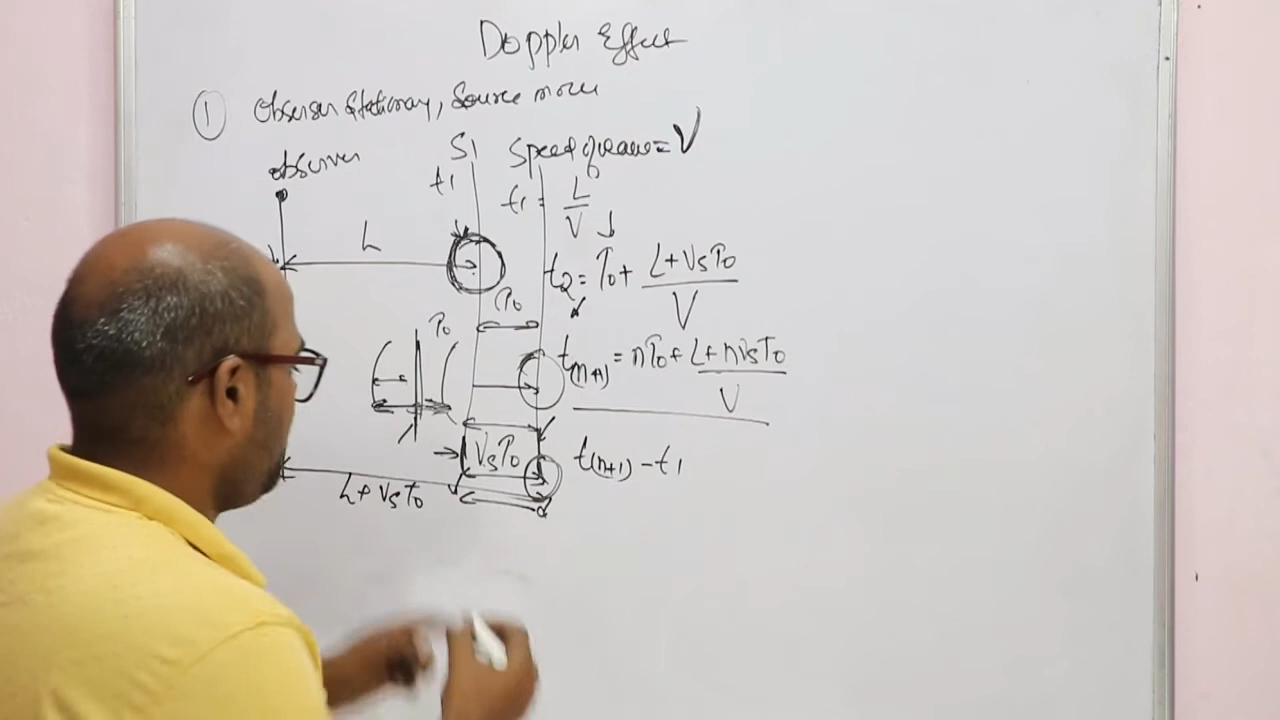 Doppler Effect
① Observer Stationary, Source move
observer
S1 Speed of wave = V
t1
t1 = L/V
L
t2 = T0 + (L + VsT0)/V
T0
T0
t(n+1) = nT0 + (L + nVsT0)/V
VsT0
t(n+1) - t1
L + VsT0